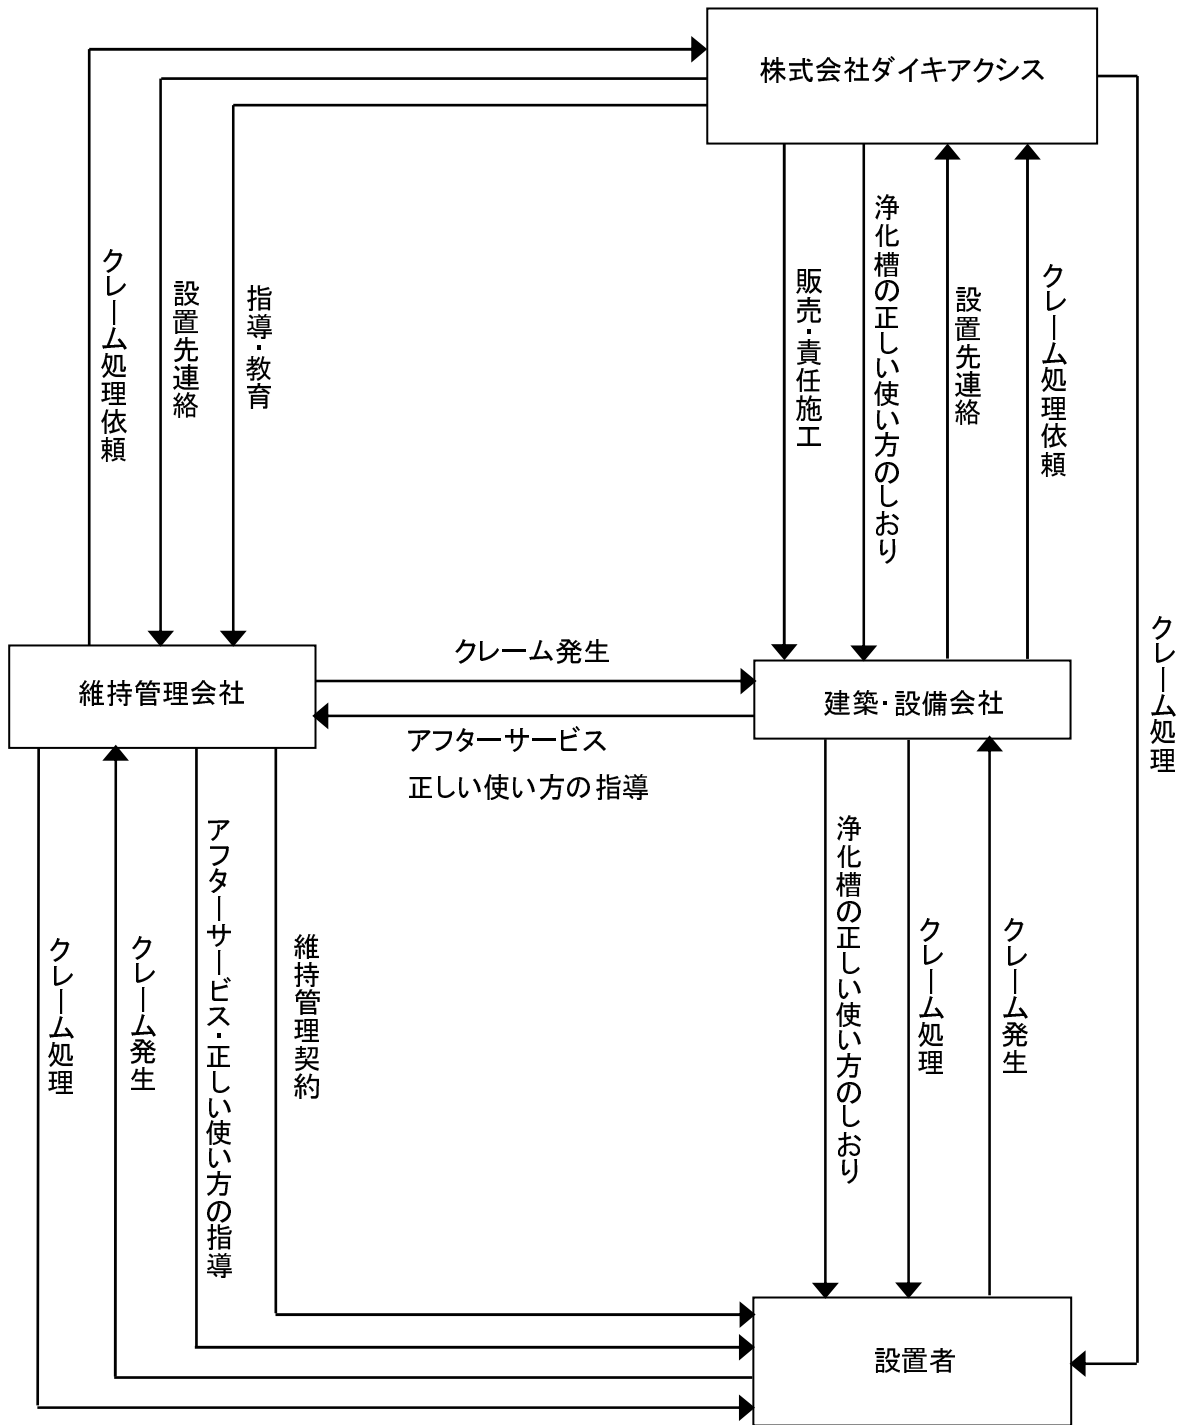 株式会社ダイキアクシス
クレーム処理依頼
設置先連絡
指導・教育
販売・責任施工
浄化槽の正しい使い方のしおり
設置先連絡
クレーム処理依頼
クレーム処理
維持管理会社
クレーム発生
アフターサービス
正しい使い方の指導
建築・設備会社
クレーム処理
クレーム発生
アフターサービス・正しい使い方の指導
維持管理契約
浄化槽の正しい使い方のしおり
クレーム処理
クレーム発生
設置者